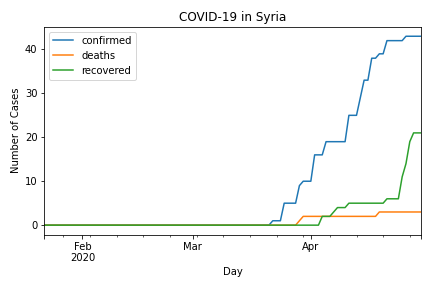 COVID-19 in Syria
confirmed
deaths
recovered
Number of Cases
40
30
20
10
0
Feb
2020
Mar
Apr
Day